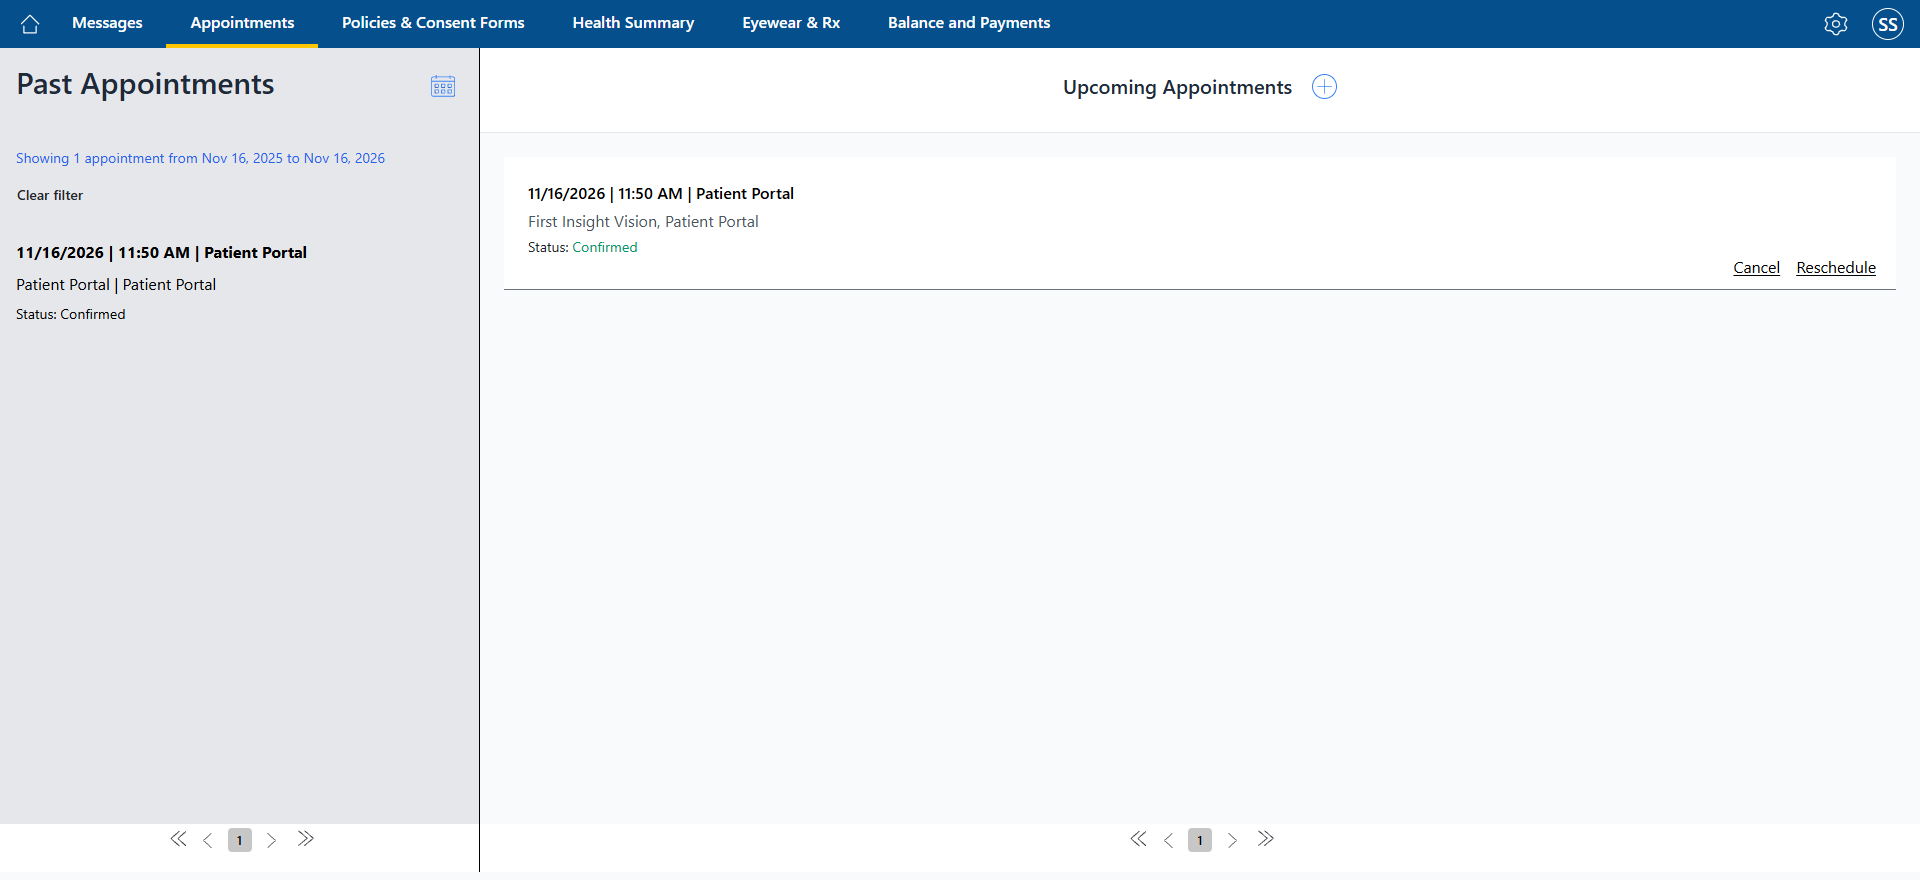 Messages
Appointments
Policies & Consent Forms
Health Summary
Eyewear & Rx
Balance and Payments
SS
Past Appointments
Showing 1 appointment from Nov 16, 2025 to Nov 16, 2026
Clear filter
11/16/2026 | 11:50 AM | Patient Portal
Patient Portal | Patient Portal
Status: Confirmed
1
Upcoming Appointments
11/16/2026 | 11:50 AM | Patient Portal
First Insight Vision, Patient Portal
Status: Confirmed
Cancel
Reschedule
1